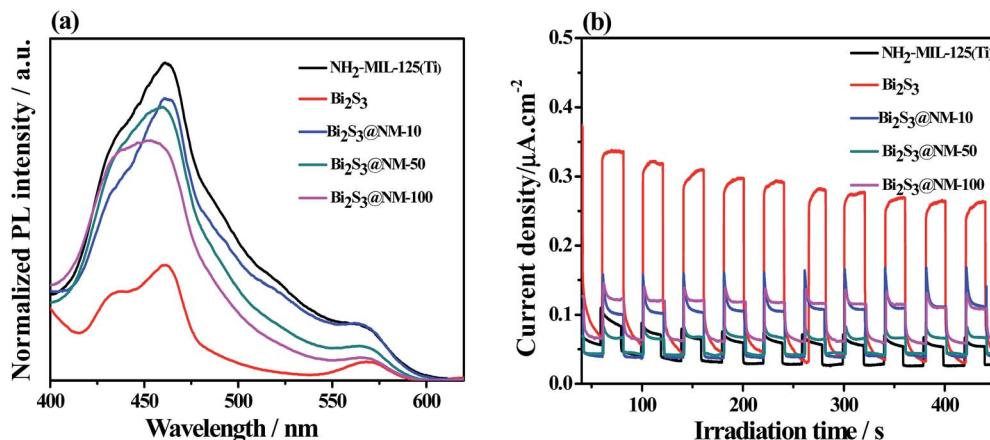 (a)
Normalized PL intensity / a.u.
NH₂-MIL-125(Ti)
Bi₂S₃
Bi₂S₃@NM-10
Bi₂S₃@NM-50
Bi₂S₃@NM-100
400 450 500 550 600
Wavelength / nm
(b)
Current density/μA.cm⁻²
0.5
0.4
0.3
0.2
0.1
0.0
NH₂-MIL-125(Ti)
Bi₂S₃
Bi₂S₃@NM-10
Bi₂S₃@NM-50
Bi₂S₃@NM-100
100 200 300 400
Irradiation time / s